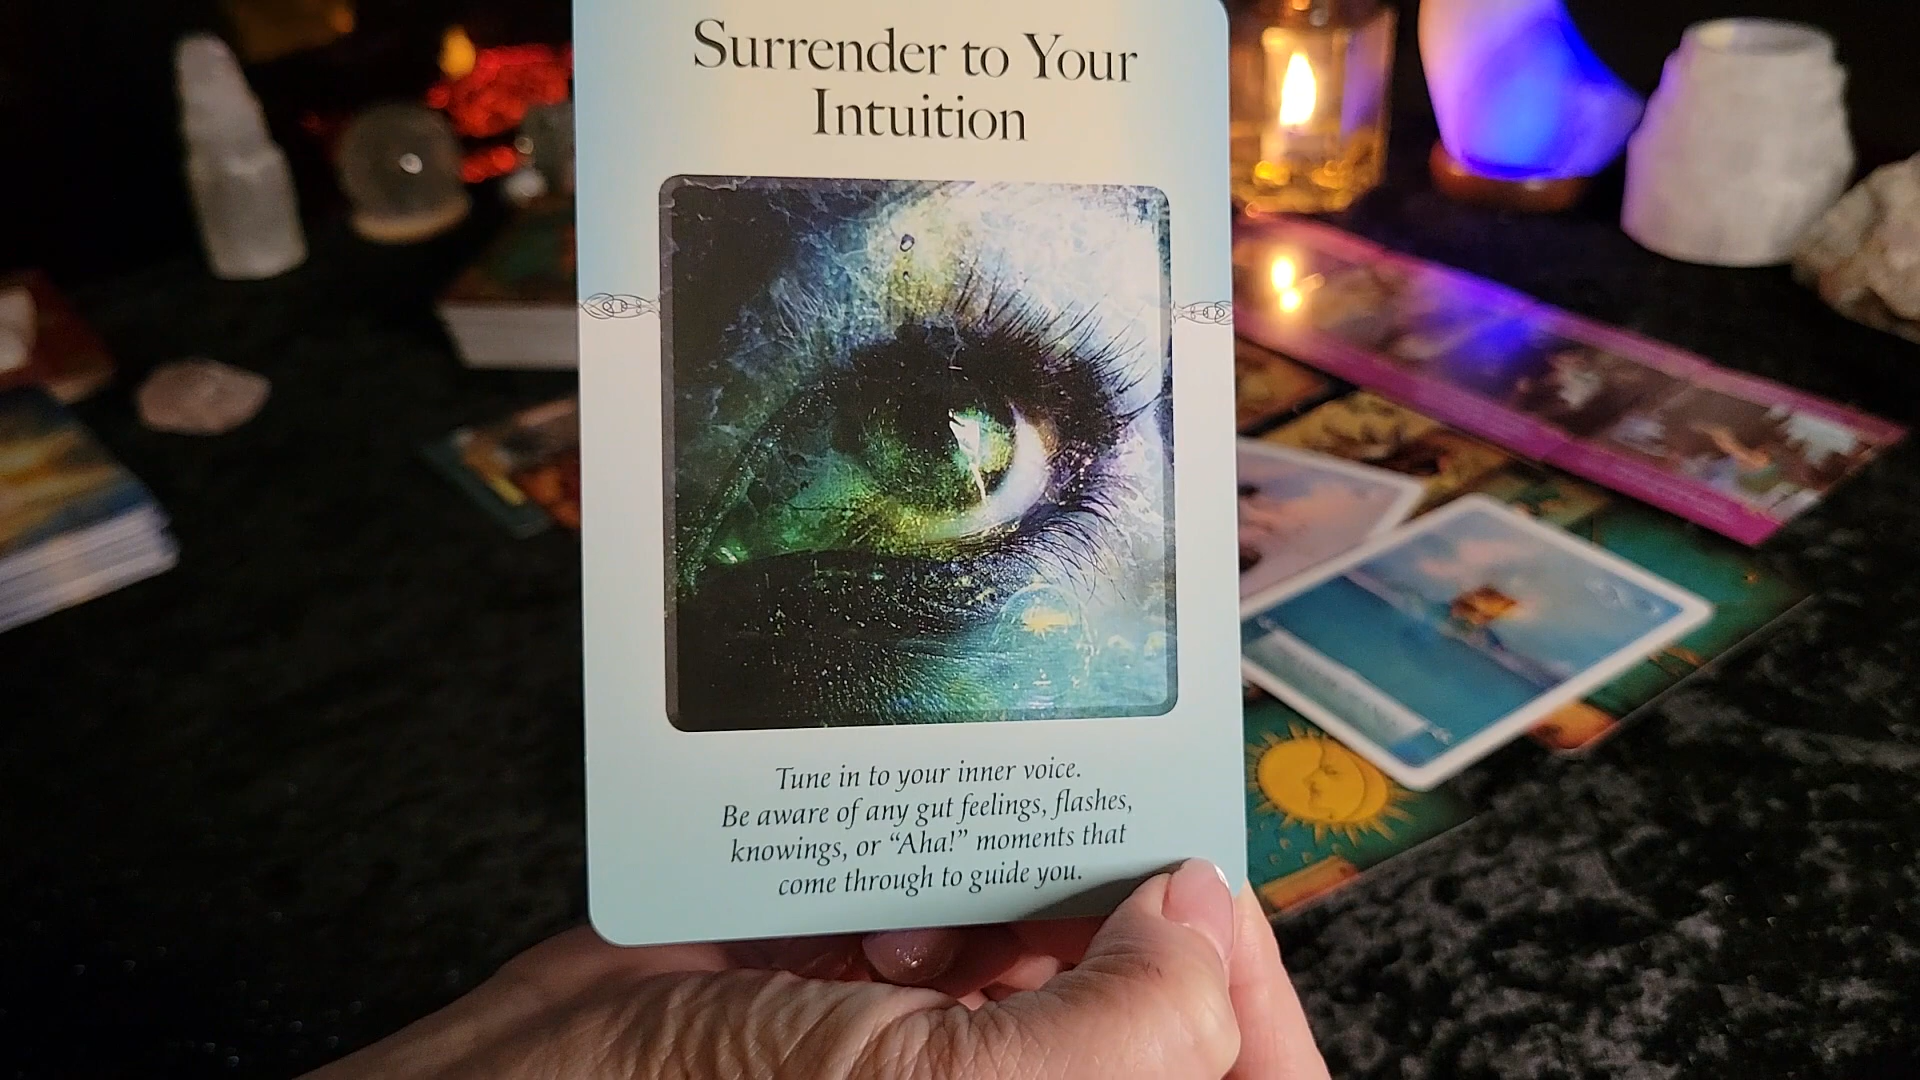 Surrender to Your
Intuition
Tune in to your inner voice.
Be aware of any gut feelings, flashes,
knowings, or “Aha!” moments that
come through to guide you.